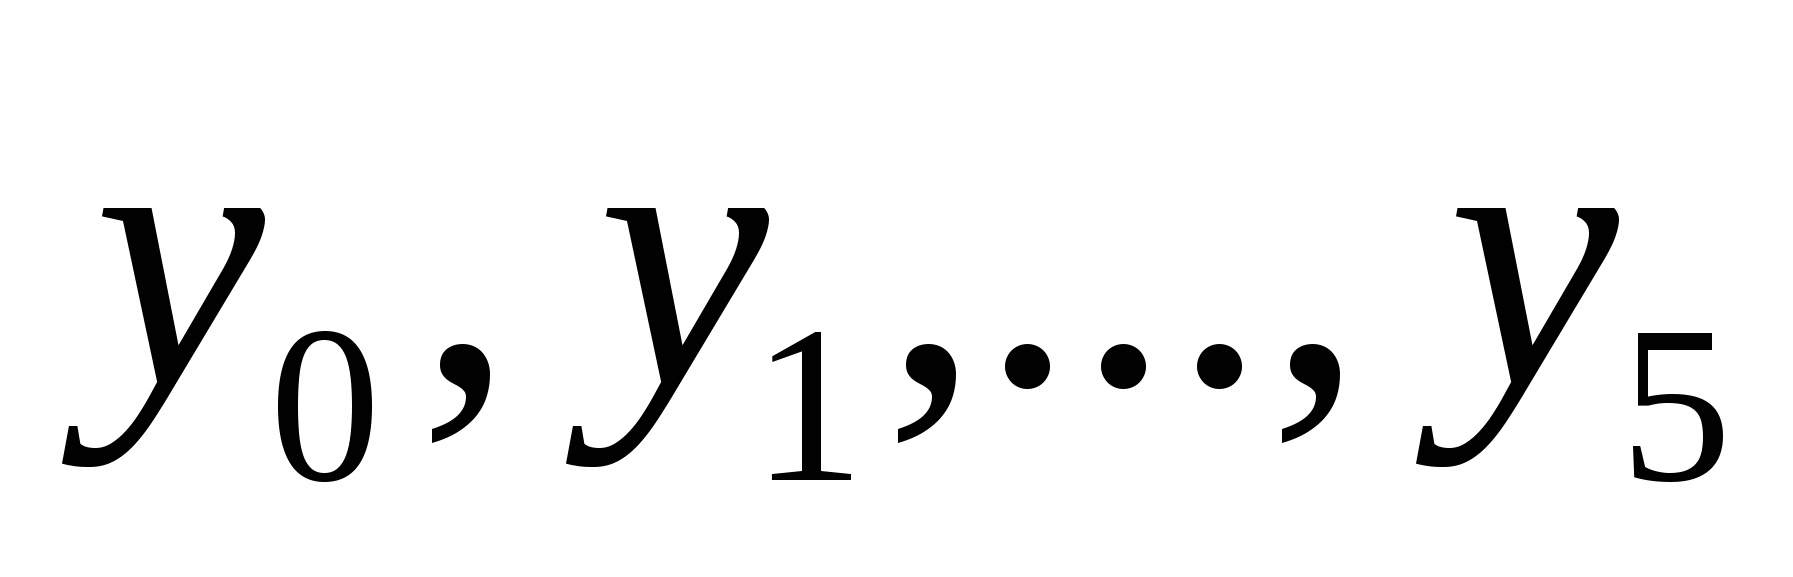 y₀, y₁,..., y₅